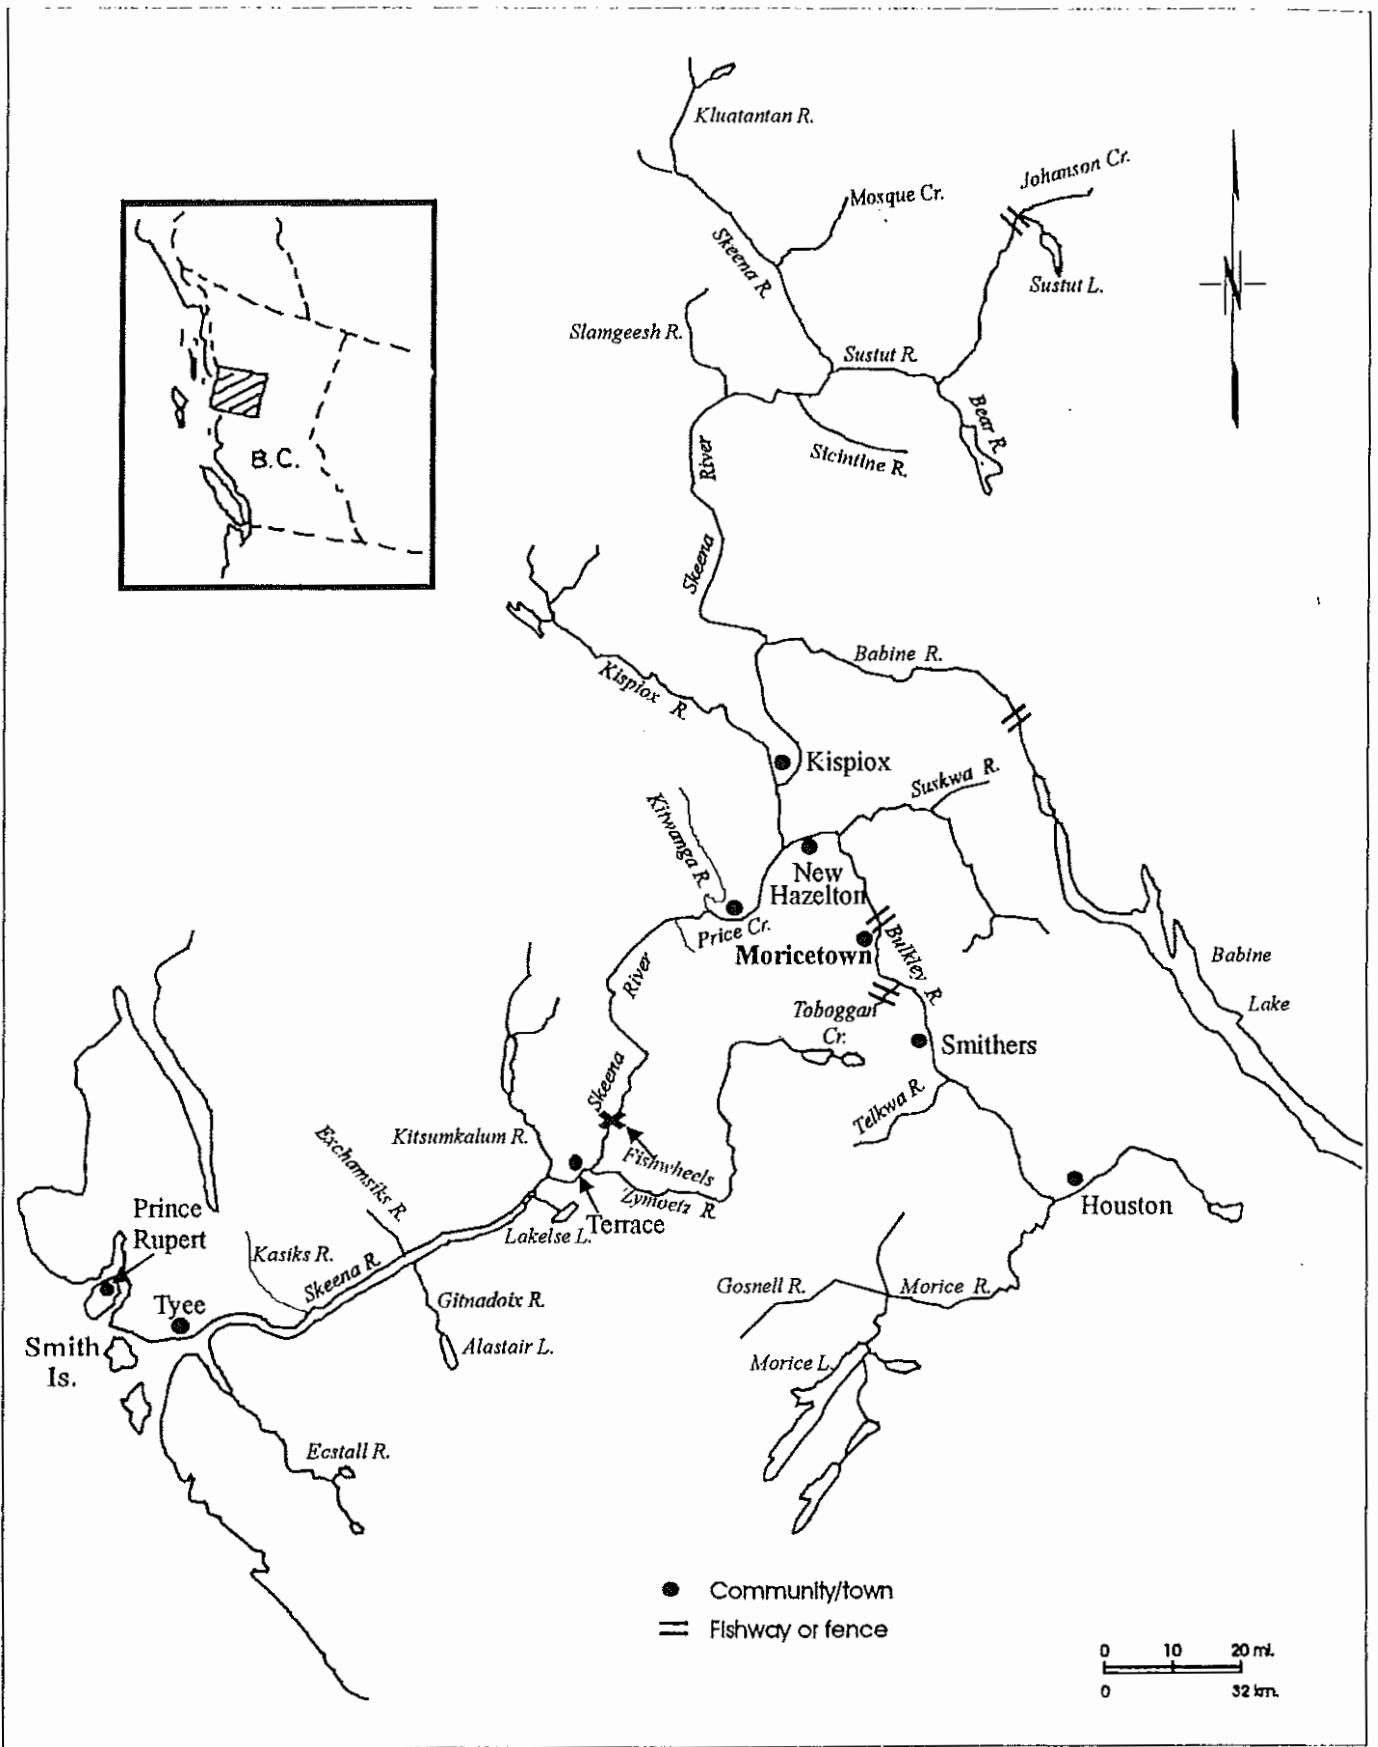 Kluatantan R.
Johanson Cr.
Mosque Cr.
Skeena R.
Sustut L.
Slamgeesh R.
Sustut R.
Bear R.
B.C.
River
Sicintine R.
Skeena
Babine R.
Kispiox R.
Kispiox
Suskwa R.
Kitwanga R.
New
Hazelton
Price Cr.
Moricetown
Bulkley R.
River
Babine
Lake
Toboggan
Cr.
Smithers
Skeena
Telkwa R.
Exchamsiks R.
Kitsumkalum R.
Fishwheels
Zymoetz R.
Prince
Rupert
Houston
Lakelse L.
Terrace
Kasiks R.
Skeena R.
Gosnell R.
Morice R.
Gitnadoix R.
Tyee
Smith
Is.
Alastair L.
Morice L.
Ecstall R.
Community/town
Fishway or fence
0 10 20 mi.
0 32 km.